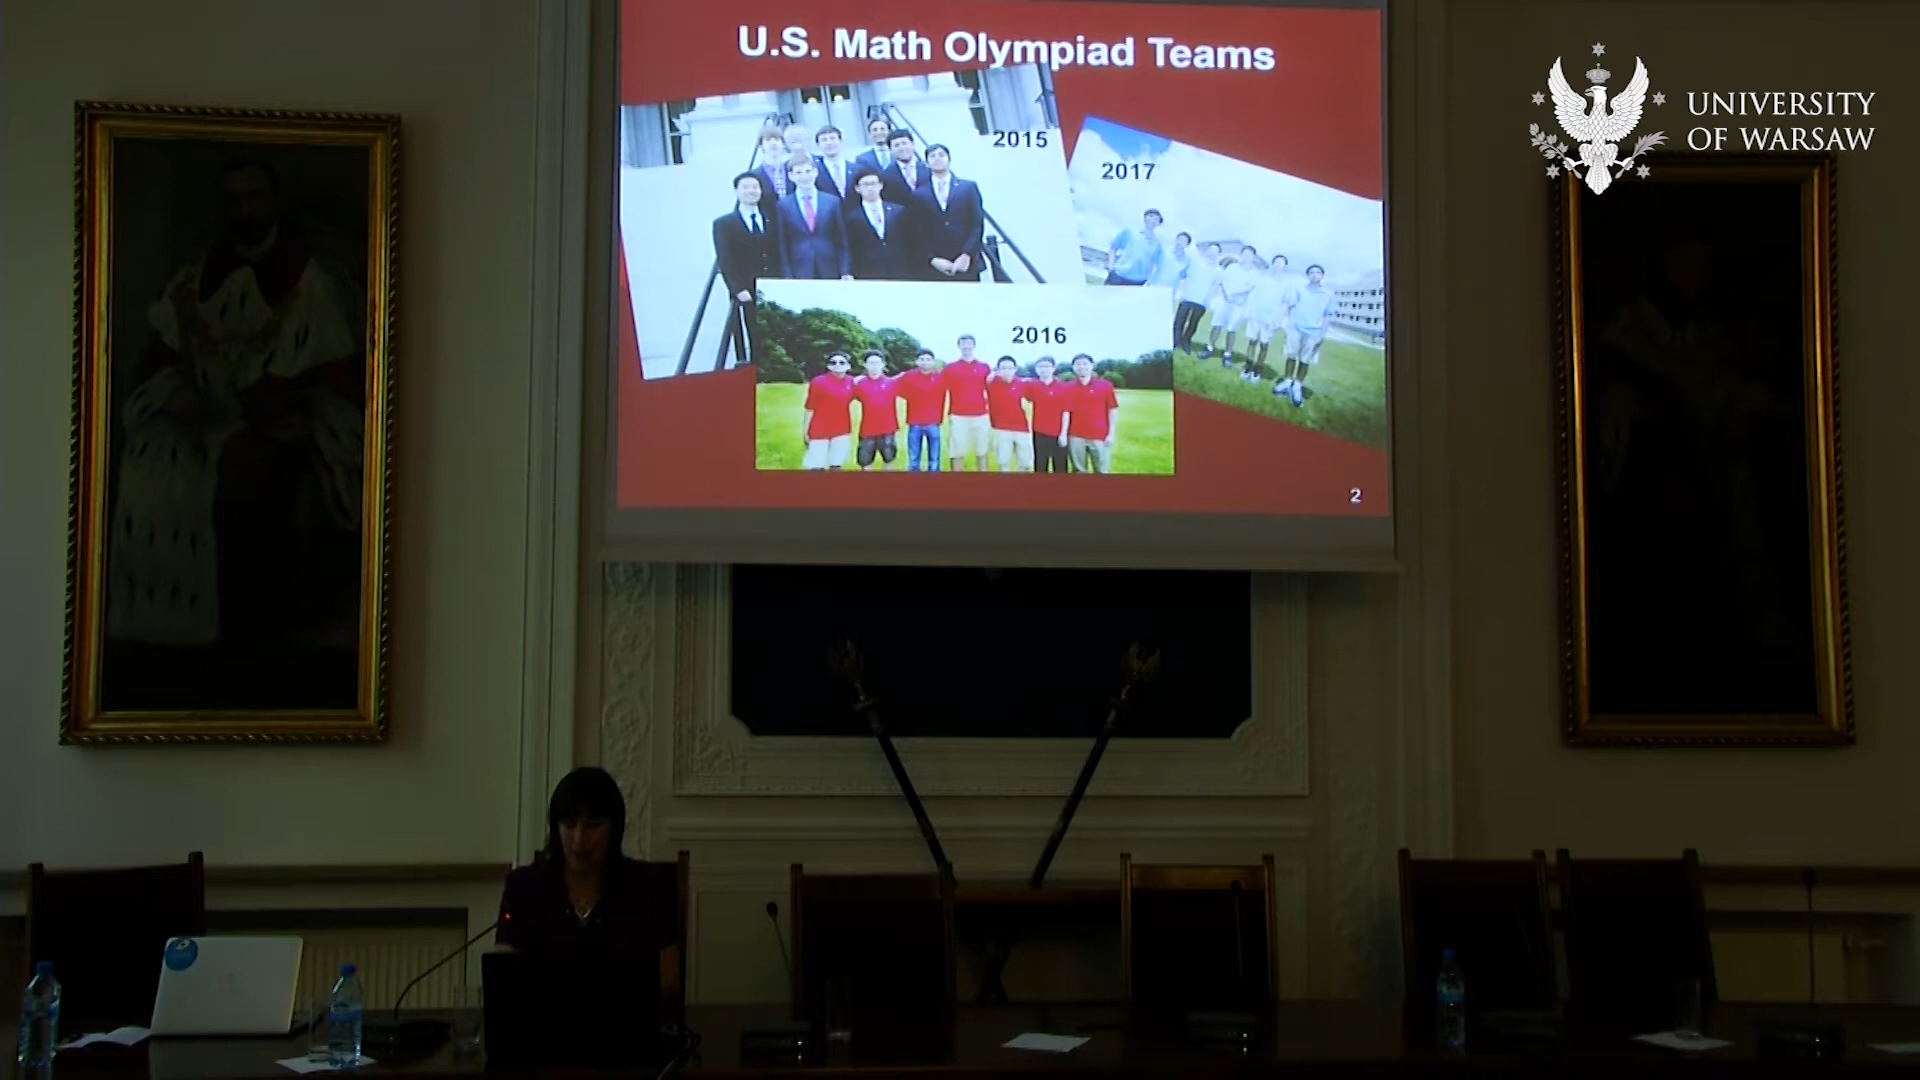 U.S. Math Olympiad Teams
2015
2017
2016
2
UNIVERSITY
OF WARSAW